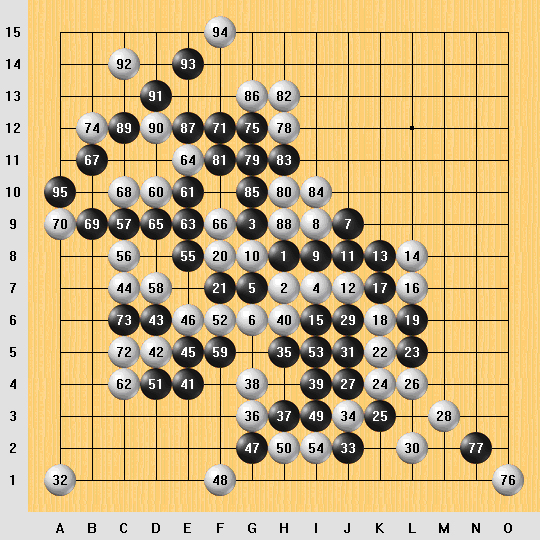 15 94
14 92 93
13 91 86 82
12 74 89 90 87 71 75 78
11 67 64 81 79 83
10 95 68 60 61 85 80 84
9 70 69 57 65 63 66 3 88 8 7
8 56 55 20 10 1 9 11 13 14
7 44 58 21 5 2 4 12 17 16
6 73 43 46 52 6 40 15 29 18 19
5 72 42 45 59 35 53 31 22 23
4 62 51 41 38 39 27 24 26
3 36 37 49 34 25 28
2 47 50 54 33 30 77
1 32 48 76
A B C D E F G H I J K L M N O